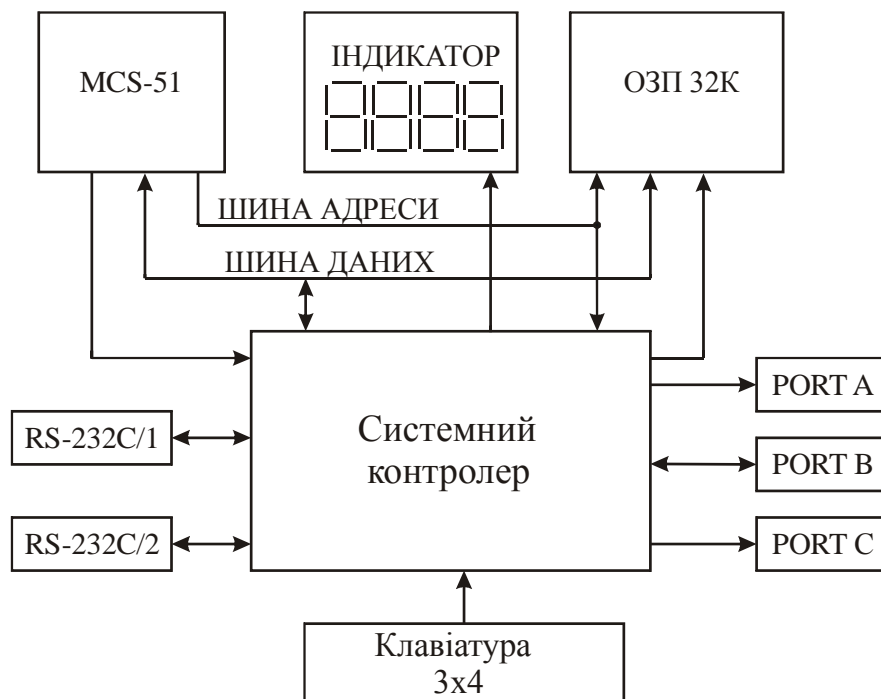 MCS-51
ІНДИКАТОР
ОЗП 32К
ШИНА АДРЕСИ
ШИНА ДАНИХ
PORT A
RS-232C/1
Системний
контролер
PORT B
RS-232C/2
PORT C
Клавіатура
3x4